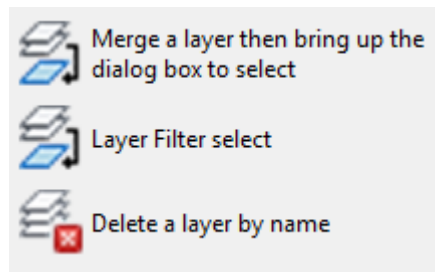 Merge a layer then bring up the
dialog box to select
Layer Filter select
Delete a layer by name